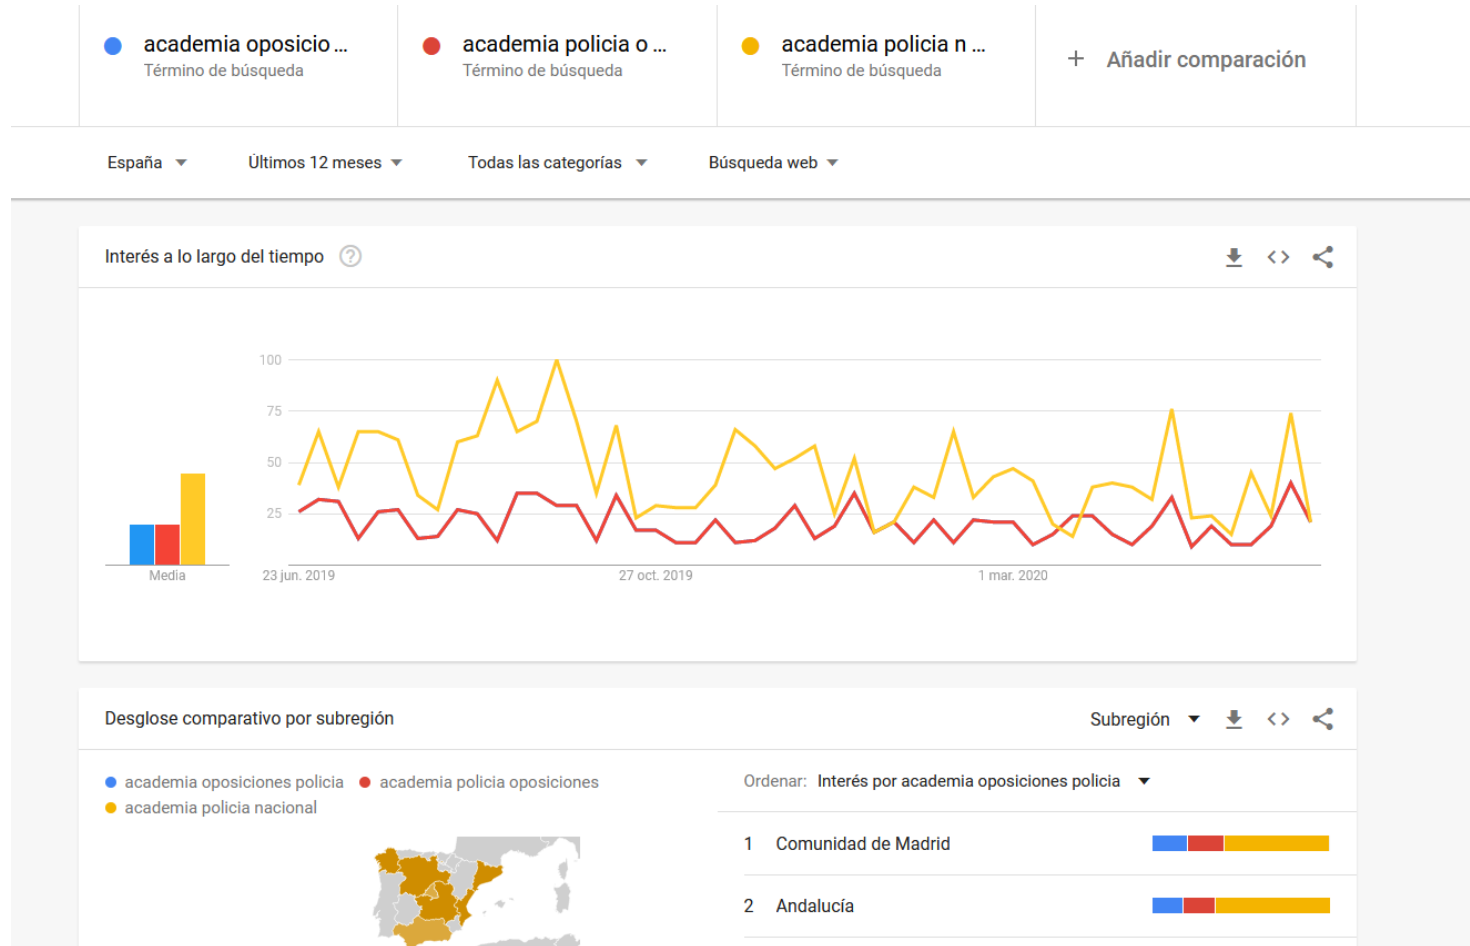 academia oposicio ...
Término de búsqueda
academia policia o ...
Término de búsqueda
academia policia n ...
Término de búsqueda
+ Añadir comparación
España
Últimos 12 meses
Todas las categorías
Búsqueda web
Interés a lo largo del tiempo ?
100
75
50
25
Media
23 jun. 2019
27 oct. 2019
1 mar. 2020
Desglose comparativo por subregión
Subregión
academia oposiciones policia
academia policia oposiciones
academia policia nacional
Ordenar: Interés por academia oposiciones policia
1 Comunidad de Madrid
2 Andalucía